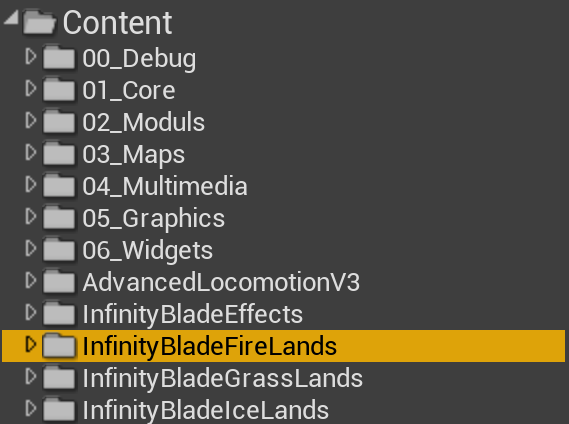 Content
00_Debug
01_Core
02_Moduls
03_Maps
04_Multimedia
05_Graphics
06_Widgets
AdvancedLocomotionV3
InfinityBladeEffects
InfinityBladeFireLands
InfinityBladeGrassLands
InfinityBladeIceLands